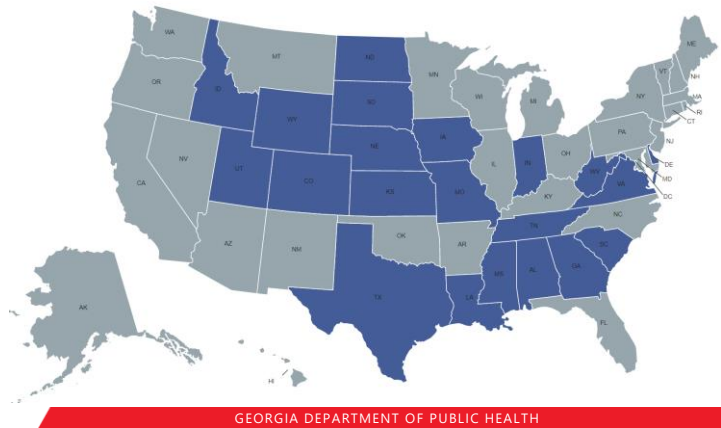 WA
MT
ND
MN
ME
VT
NH
OR
ID
SD
WI
MI
NY
MA
RI
CT
WY
NE
IA
PA
NJ
NV
UT
CO
IL
IN
OH
DE
MD
DC
WV
VA
CA
KS
MO
KY
NC
TN
AZ
NM
OK
AR
SC
MS
AL
GA
TX
LA
AK
FL
HI
GEORGIA DEPARTMENT OF PUBLIC HEALTH